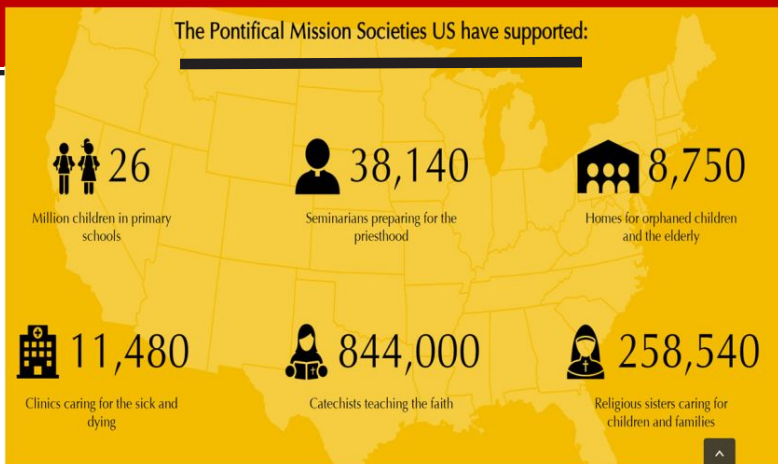 The Pontifical Mission Societies US have supported:
26
Million children in primary
schools
38,140
Seminarians preparing for the
priesthood
8,750
Homes for orphaned children
and the elderly
11,480
Clinics caring for the sick and
dying
844,000
Catechists teaching the faith
258,540
Religious sisters caring for
children and families